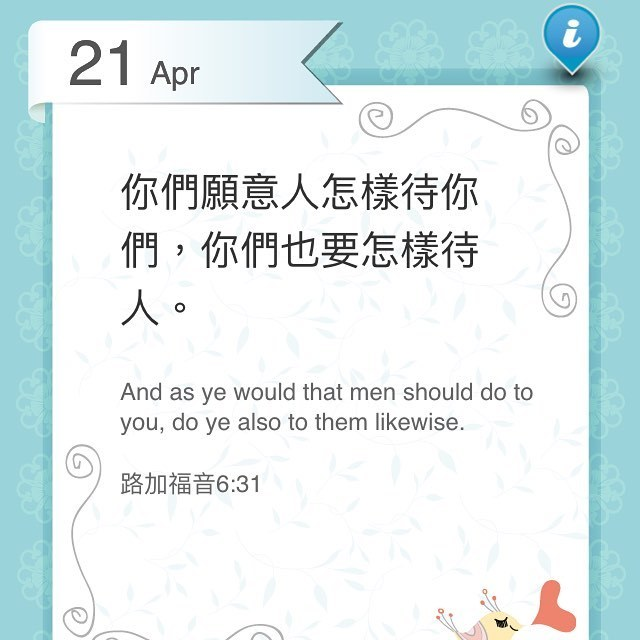 21 Apr
i
你們願意人怎樣待你
們，你們也要怎樣待
人。
And as ye would that men should do to
you, do ye also to them likewise.
路加福音6:31